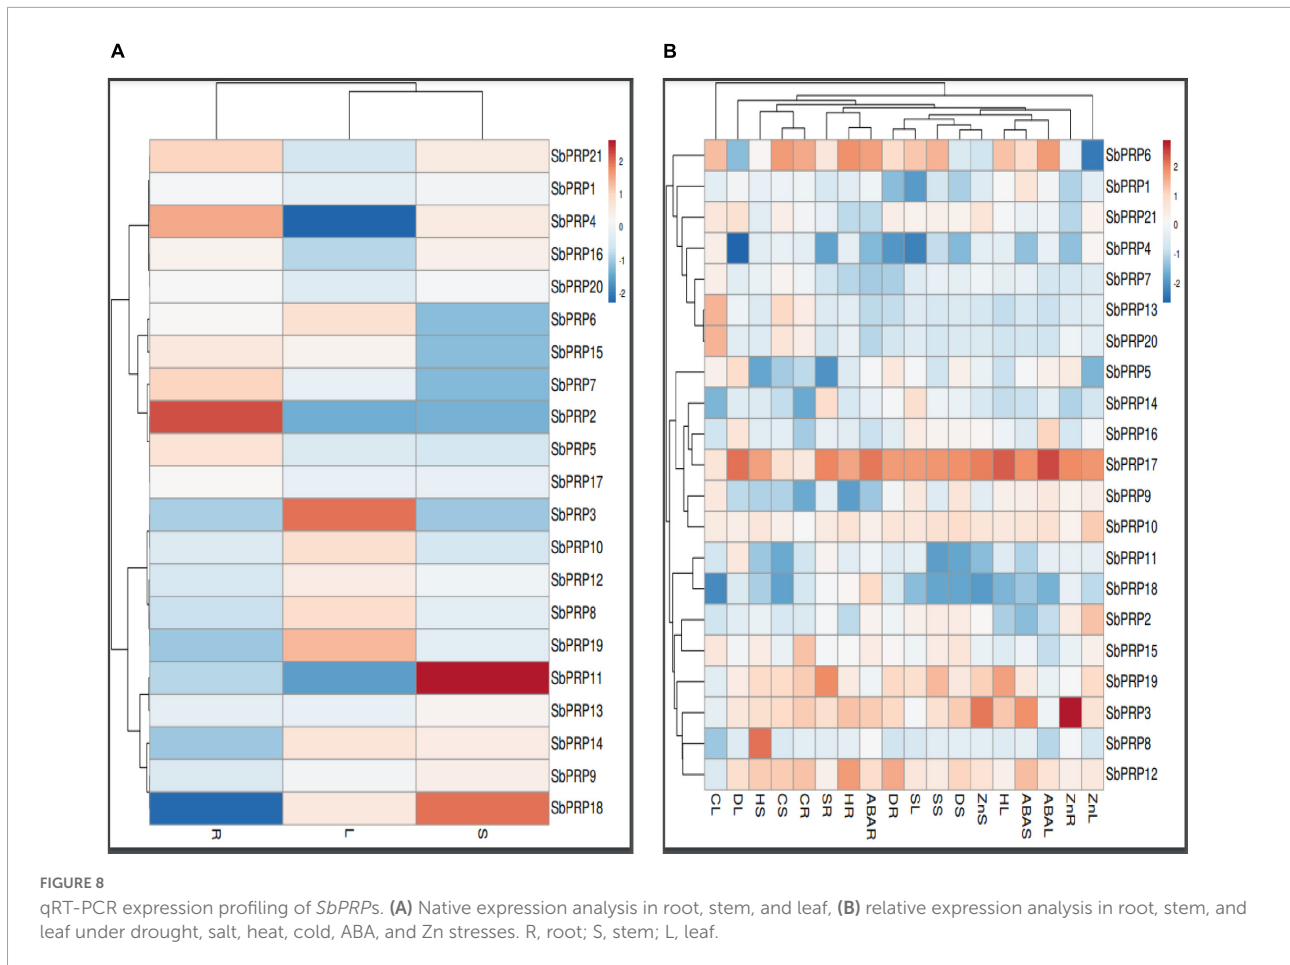 A
B
SbPRP21
SbPRP1
SbPRP4
SbPRP16
SbPRP20
SbPRP6
SbPRP15
SbPRP7
SbPRP2
SbPRP5
SbPRP17
SbPRP3
SbPRP10
SbPRP12
SbPRP8
SbPRP19
SbPRP11
SbPRP13
SbPRP14
SbPRP9
SbPRP18
2
1
0
-1
-2
R L S
SbPRP6
SbPRP1
SbPRP21
SbPRP4
SbPRP7
SbPRP13
SbPRP20
SbPRP5
SbPRP14
SbPRP16
SbPRP17
SbPRP9
SbPRP10
SbPRP11
SbPRP18
SbPRP2
SbPRP15
SbPRP19
SbPRP3
SbPRP8
SbPRP12
2
1
0
-1
-2
CL DL HS CS CR SR HR ABAR DR SL SS DS ZnS HL ABAS ABAL ZnR ZnL
FIGURE 8
qRT-PCR expression profiling of SbPRPs. (A) Native expression analysis in root, stem, and leaf, (B) relative expression analysis in root, stem, and
leaf under drought, salt, heat, cold, ABA, and Zn stresses. R, root; S, stem; L, leaf.